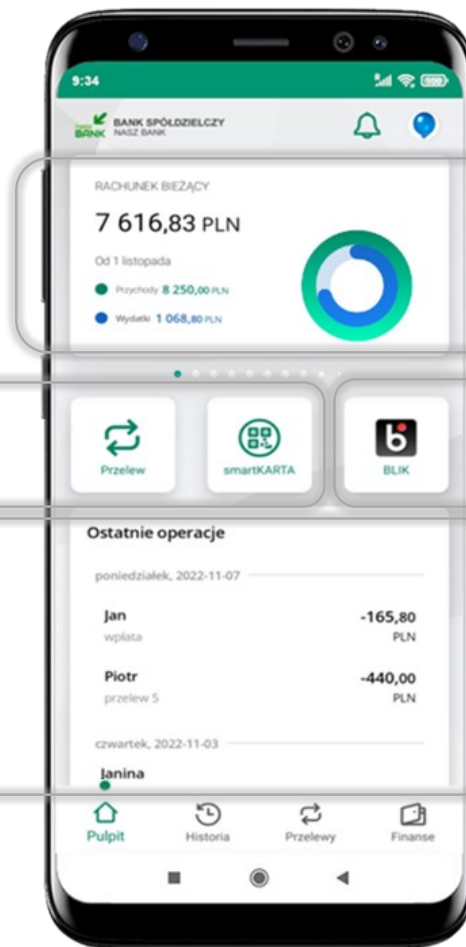 9:34
BANK SPÓŁDZIELCZY
BANK NASZ BANK
RACHUNEK BIEŻĄCY
7 616,83 PLN
Od 1 listopada
Przychody 8 250,00 PLN
Wydatki 1 068,80 PLN
Przelew
smartKARTA
BLIK
Ostatnie operacje
poniedziałek, 2022-11-07
Jan -165,80
wpłata PLN
Piotr -440,00
przelew 5 PLN
czwartek, 2022-11-03
Janina
Pulpit Historia Przelewy Finanse